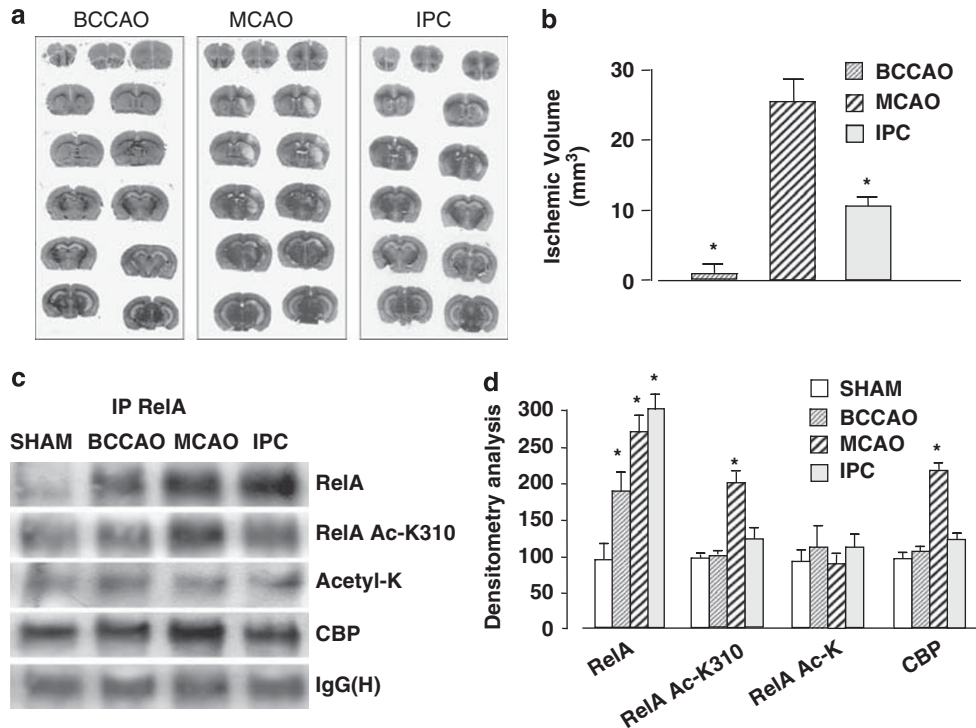 a
BCCAO MCAO IPC
b
Ischemic Volume
(mm³)
30
20
10
0
* *
BCCAO
MCAO
IPC
c
IP RelA
SHAM BCCAO MCAO IPC
RelA
RelA Ac-K310
Acetyl-K
CBP
IgG(H)
d
Densitometry analysis
300
250
200
150
100
50
0
* * * * *
SHAM
BCCAO
MCAO
IPC
RelA RelA Ac-K310 RelA Ac-K CBP